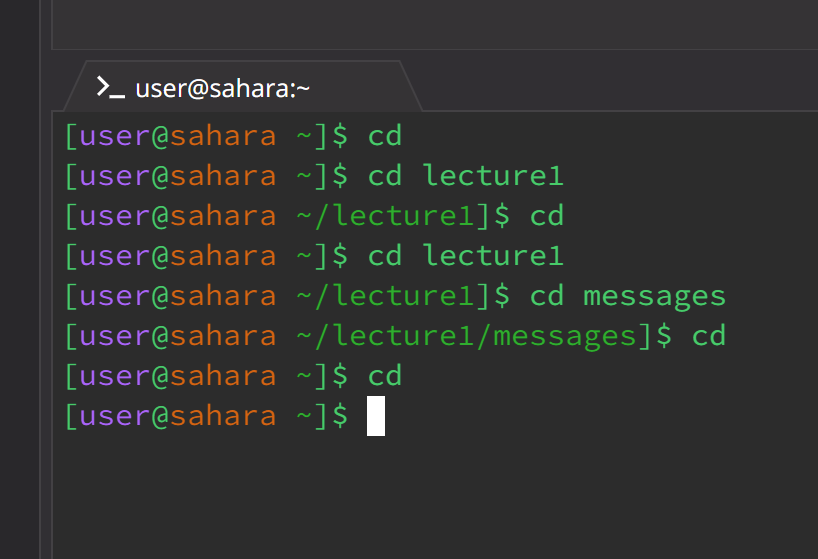 >_ user@sahara:~
[user@sahara ~]$ cd
[user@sahara ~]$ cd lecture1
[user@sahara ~/lecture1]$ cd
[user@sahara ~]$ cd lecture1
[user@sahara ~/lecture1]$ cd messages
[user@sahara ~/lecture1/messages]$ cd
[user@sahara ~]$ cd
[user@sahara ~]$